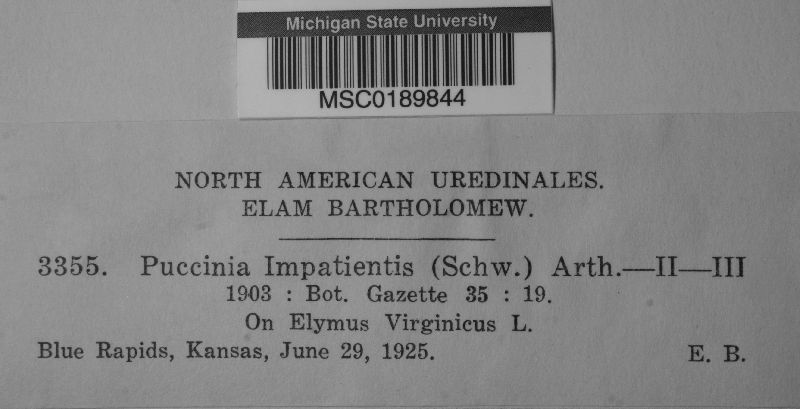 Michigan State University
MSC0189844
NORTH AMERICAN UREDINALES.
ELAM BARTHOLOMEW.
3355. Puccinia Impatientis (Schw.) Arth.—II—III
1903 : Bot. Gazette 35 : 19.
On Elymus Virginicus L.
Blue Rapids, Kansas, June 29, 1925. E. B.